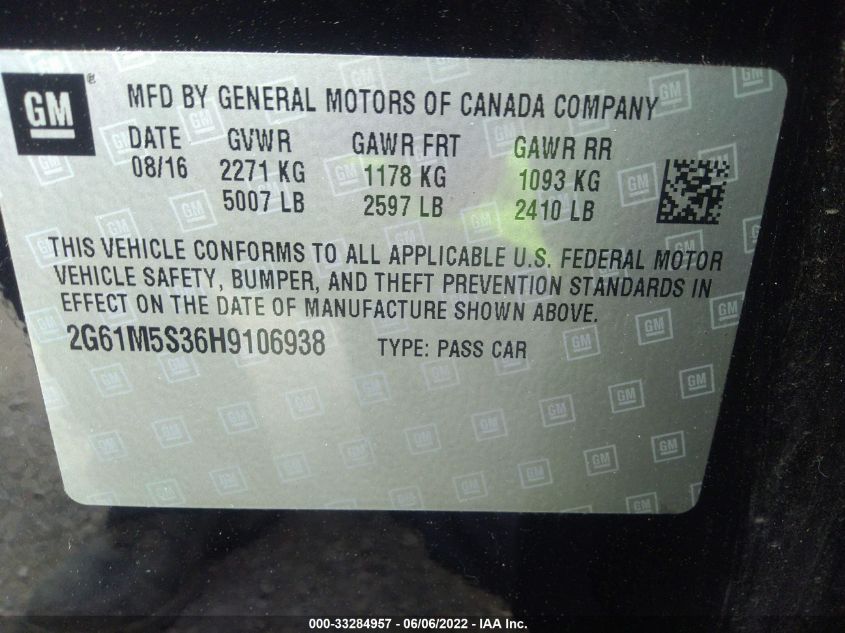 GM®
MFD BY GENERAL MOTORS OF CANADA COMPANY
DATE GVWR GAWR FRT GAWR RR
08/16 2271 KG 1178 KG 1093 KG
5007 LB 2597 LB 2410 LB
THIS VEHICLE CONFORMS TO ALL APPLICABLE U.S. FEDERAL MOTOR
VEHICLE SAFETY, BUMPER, AND THEFT PREVENTION STANDARDS IN
EFFECT ON THE DATE OF MANUFACTURE SHOWN ABOVE.
2G61M5S36H9106938 TYPE: PASS CAR
000-33284957 - 06/06/2022 - IAA Inc.